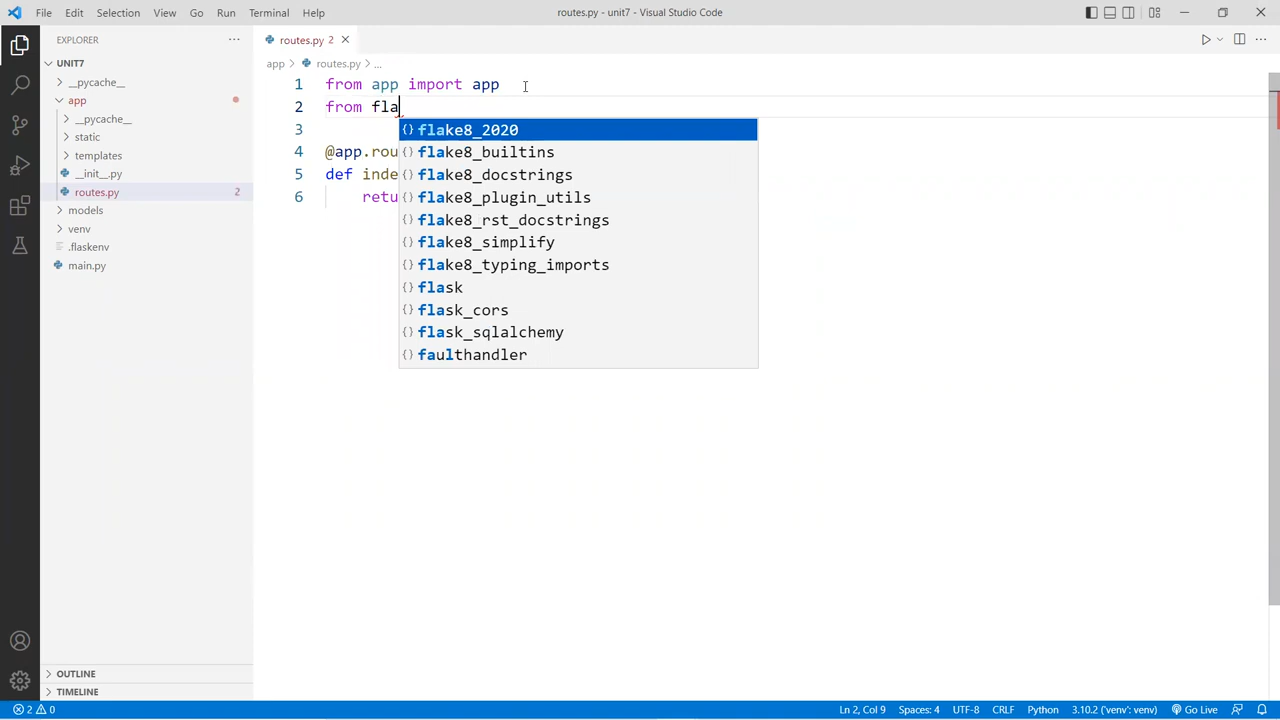 File Edit Selection View Go Run Terminal Help routes.py - unit7 - Visual Studio Code
EXPLORER
UNIT7
__pycache__
app
__pycache__
static
templates
__init__.py
routes.py 2
models
venv
.flaskenv
main.py
OUTLINE
TIMELINE
routes.py 2
app > routes.py > ...
1 from app import app
2 from fla
3
4 @app.rou
5 def inde
6 retu
flake8_2020
flake8_builtins
flake8_docstrings
flake8_plugin_utils
flake8_rst_docstrings
flake8_simplify
flake8_typing_imports
flask
flask_cors
flask_sqlalchemy
faulthandler
2 0 Ln 2, Col 9 Spaces: 4 UTF-8 CRLF Python 3.10.2 ('venv': venv) Go Live